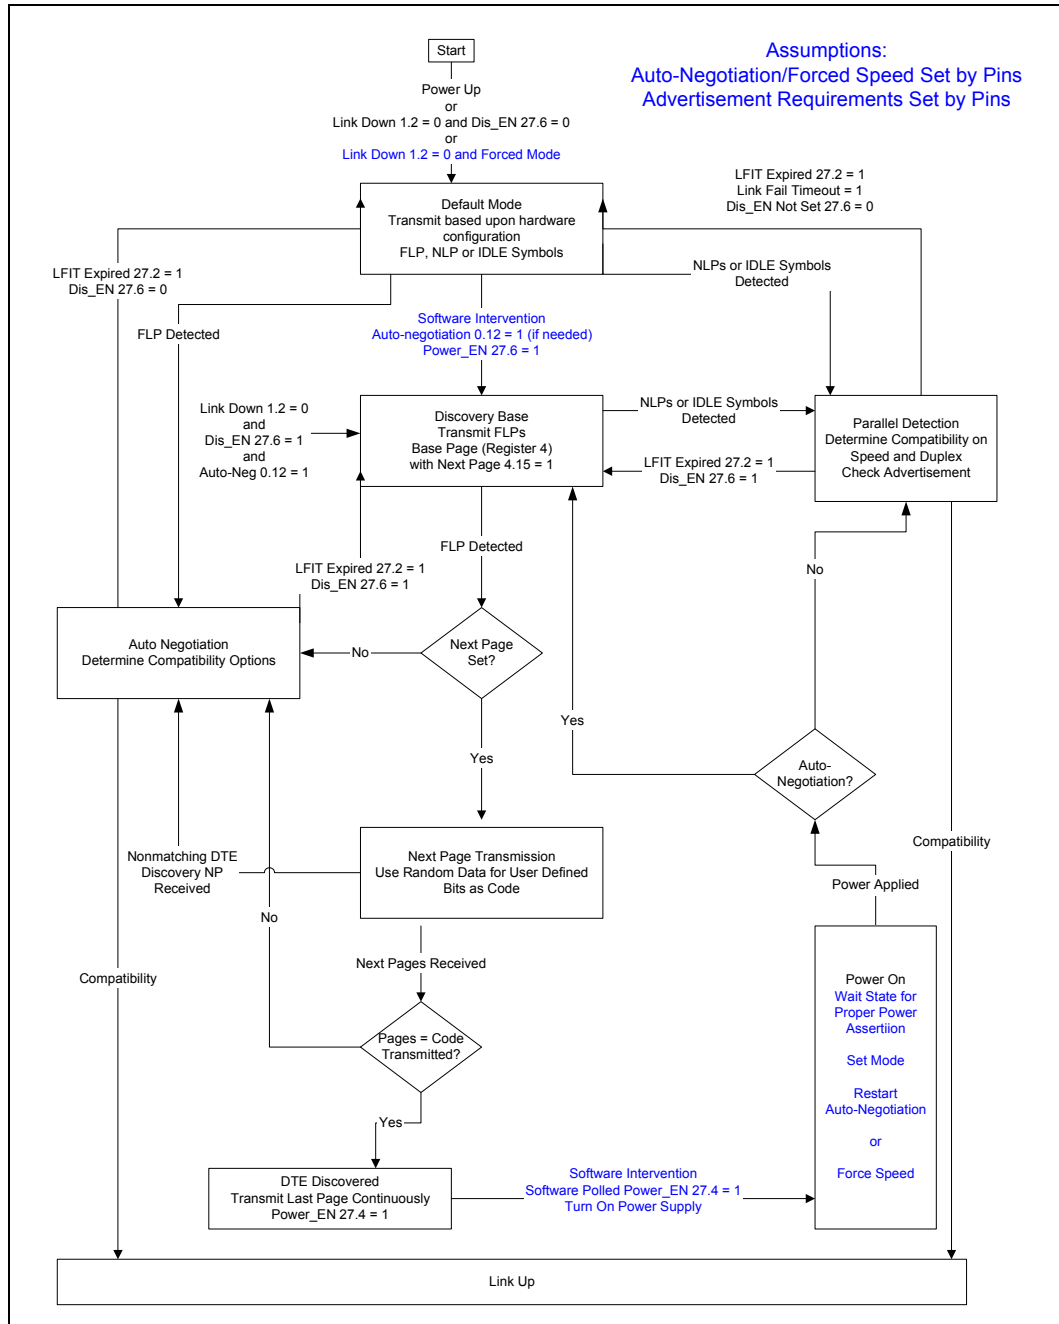 Start
Assumptions:
Auto-Negotiation/Forced Speed Set by Pins
Advertisement Requirements Set by Pins
Power Up
or
Link Down 1.2 = 0 and Dis_EN 27.6 = 0
or
Link Down 1.2 = 0 and Forced Mode
LFIT Expired 27.2 = 1
Link Fail Timeout = 1
Dis_EN Not Set 27.6 = 0
Default Mode
Transmit based upon hardware
configuration
FLP, NLP or IDLE Symbols
LFIT Expired 27.2 = 1
Dis_EN 27.6 = 0
NLPs or IDLE Symbols
Detected
FLP Detected
Software Intervention
Auto-negotiation 0.12 = 1 (if needed)
Power_EN 27.6 = 1
Link Down 1.2 = 0
and
Dis_EN 27.6 = 1
and
Auto-Neg 0.12 = 1
Discovery Base
Transmit FLPs
Base Page (Register 4)
with Next Page 4.15 = 1
NLPs or IDLE Symbols
Detected
LFIT Expired 27.2 = 1
Dis_EN 27.6 = 1
Parallel Detection
Determine Compatibility on
Speed and Duplex
Check Advertisement
FLP Detected
LFIT Expired 27.2 = 1
Dis_EN 27.6 = 1
No
Auto Negotiation
Determine Compatibility Options
No
Next Page
Set?
Yes
Yes
Auto-
Negotiation?
Nonmatching DTE
Discovery NP
Received
Next Page Transmission
Use Random Data for User Defined
Bits as Code
Compatibility
Power Applied
No
Next Pages Received
Compatibility
Pages = Code
Transmitted?
Power On
Wait State for
Proper Power
Assertiion
Set Mode
Restart
Auto-Negotiation
or
Force Speed
Yes
DTE Discovered
Transmit Last Page Continuously
Power_EN 27.4 = 1
Software Intervention
Software Polled Power_EN 27.4 = 1
Turn On Power Supply
Link Up